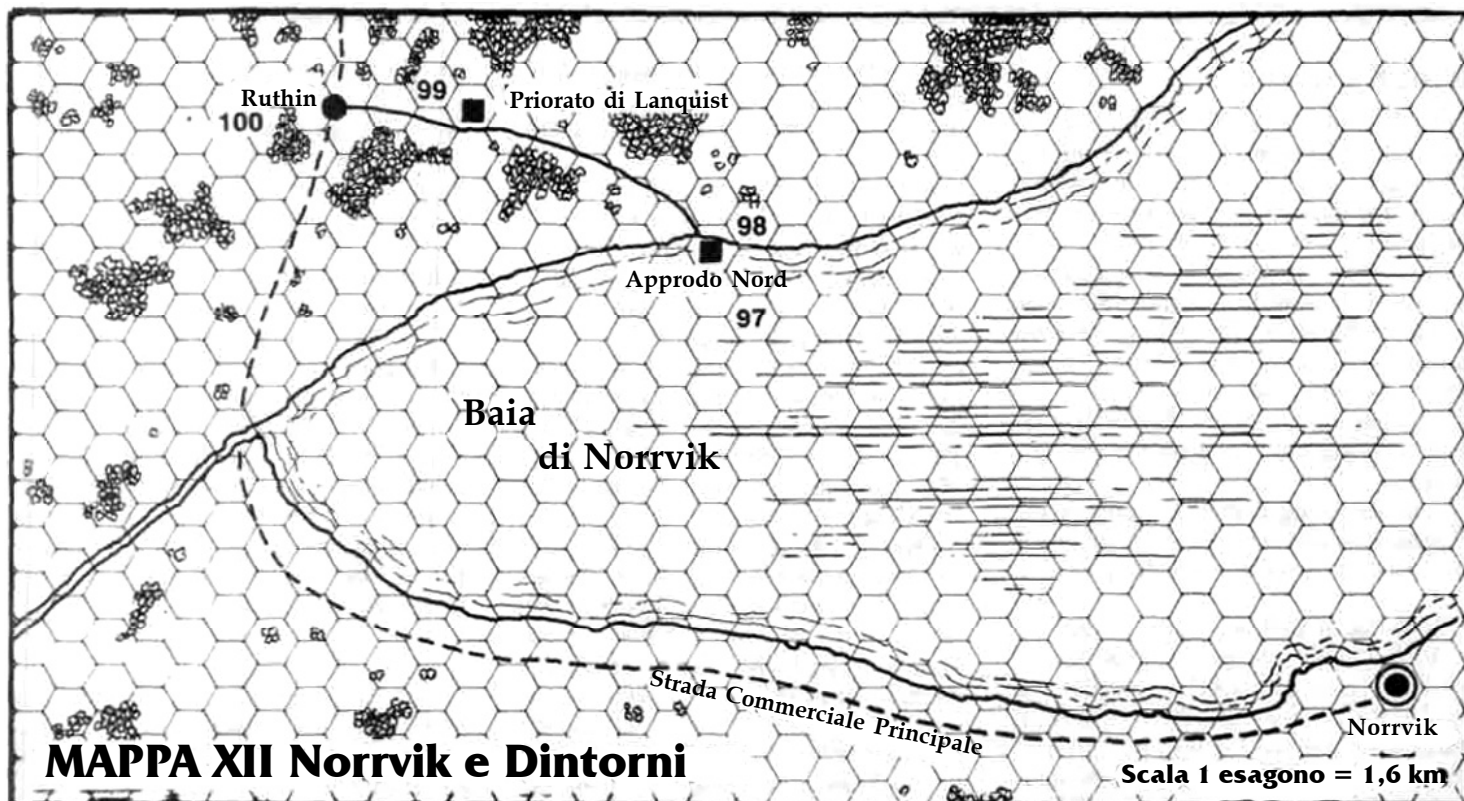 Ruthin
99
Priorato di Lanquist
100
98
Approdo Nord
97
Baia
di Norrvik
Strada Commerciale Principale
Norrvik
MAPPA XII Norrvik e Dintorni
Scala 1 esagono = 1,6 km